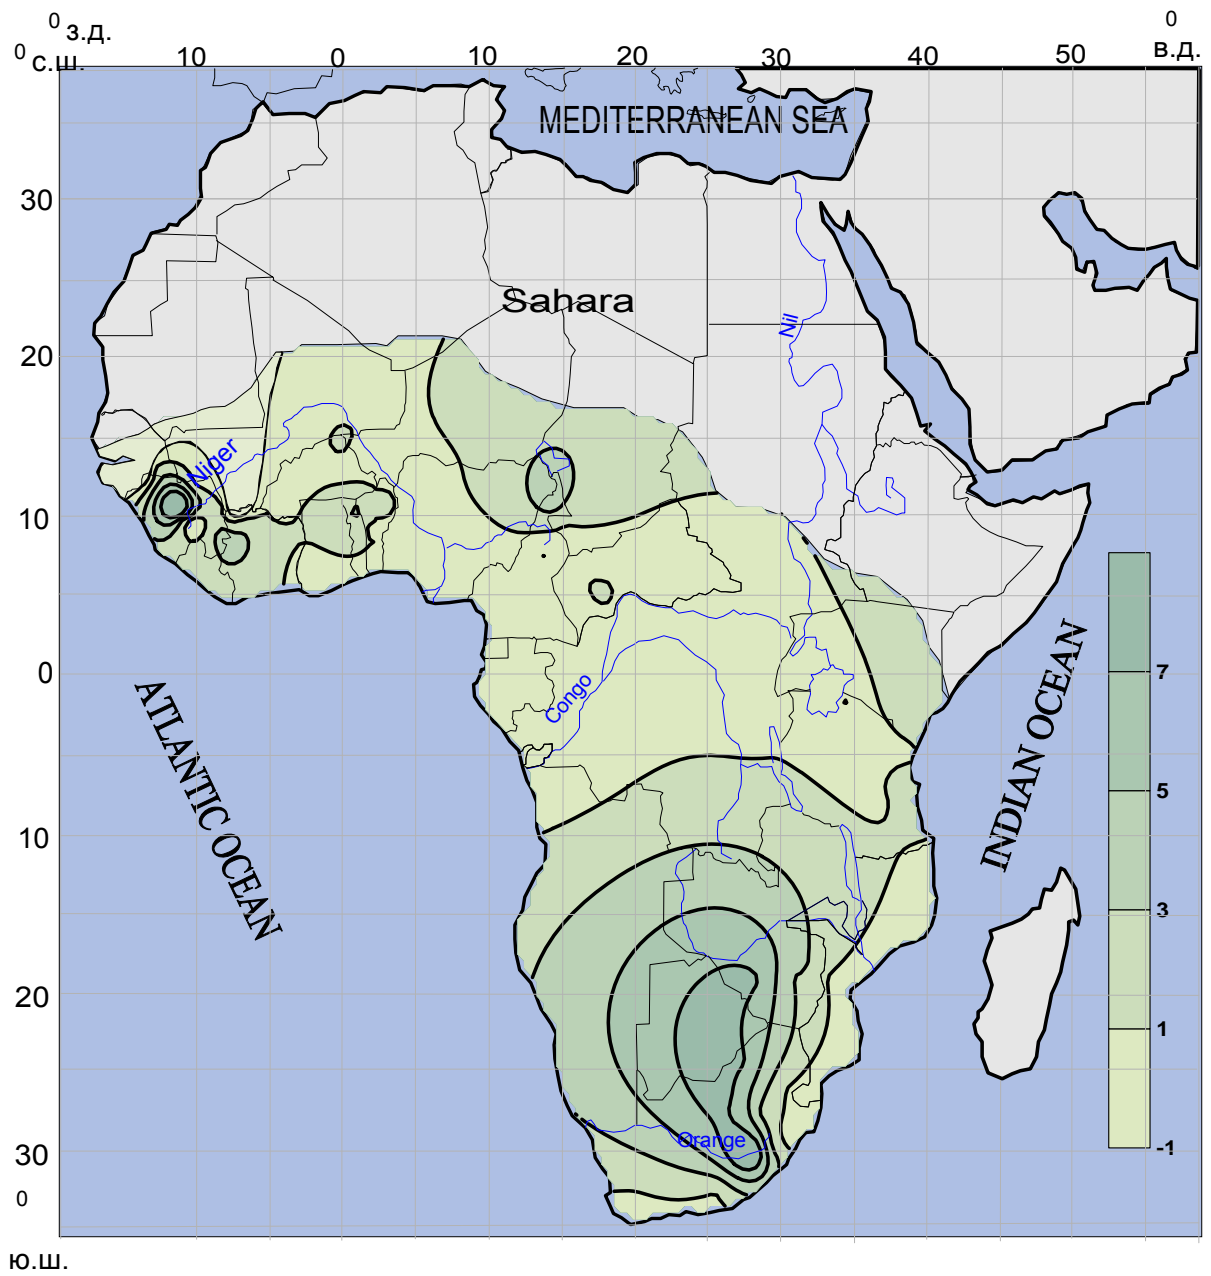 0 з.д.
0
0 с.ш.
10
0
10
20
30
40
50
в.д.
MEDITERRANEAN SEA
30
Sahara
Nil
20
Niger
10
0
Congo
ATLANTIC OCEAN
INDIAN OCEAN
7
5
10
3
20
1
Orange
30
-1
0
ю.ш.